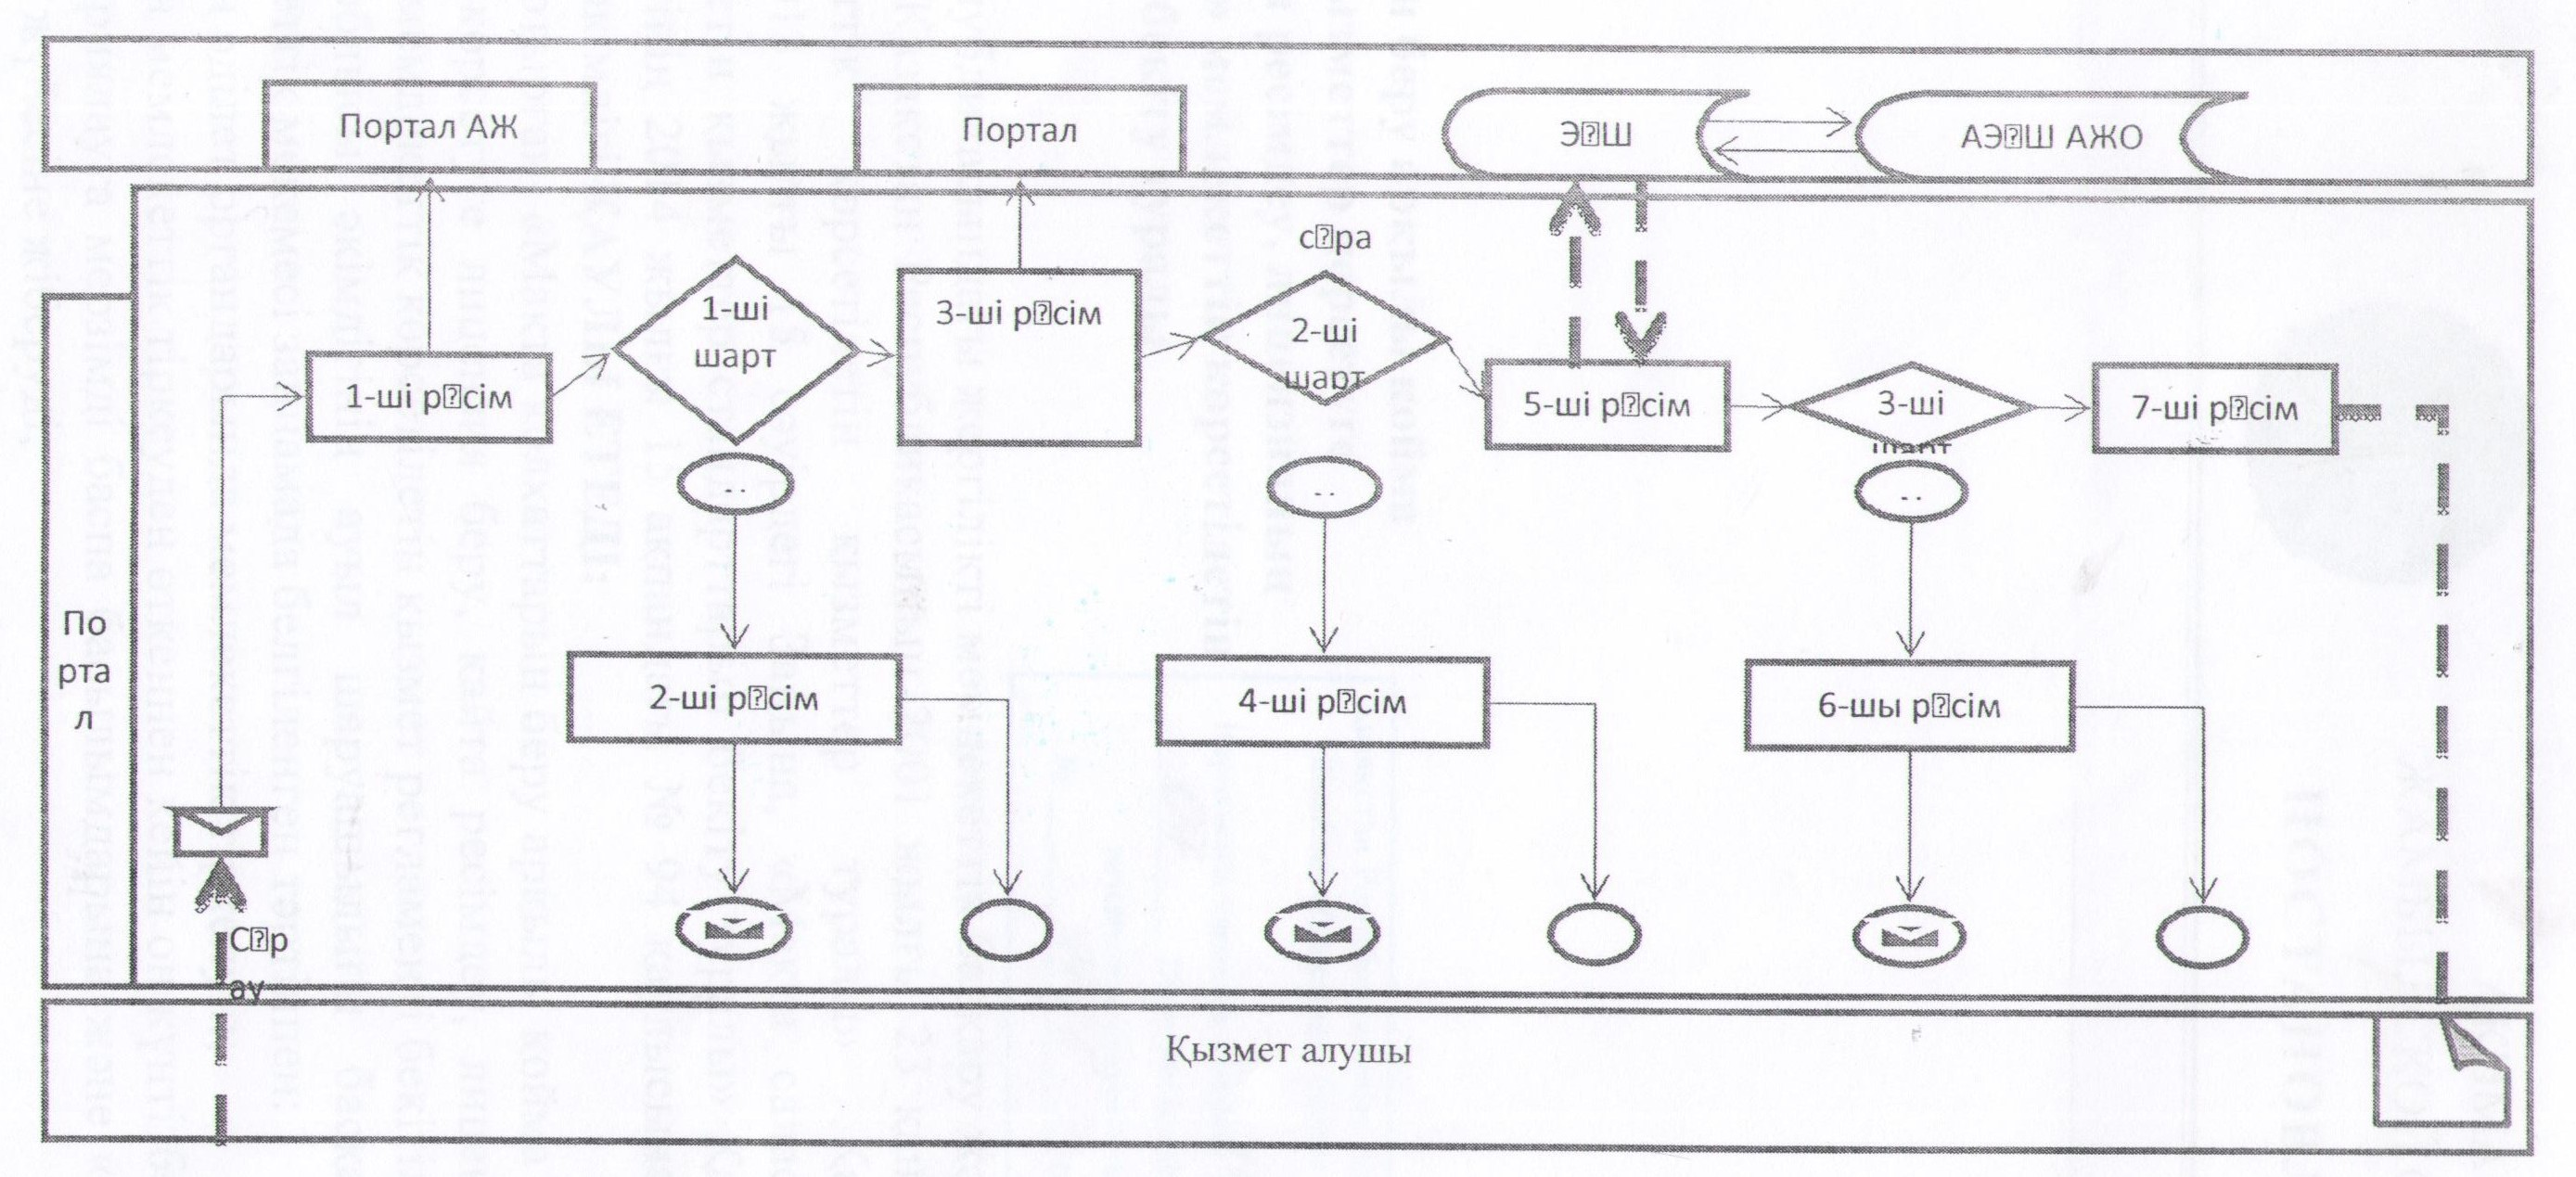 Портал АЖ
Портал
Э⍰Ш
АЭ⍰Ш АЖО
с⍰ра
1-ші
шарт
3-ші р⍰сім
2-ші
шарт
1-ші р⍰сім
5-ші р⍰сім
3-ші
шарт
7-ші р⍰сім
..
..
..
По
рта
л
2-ші р⍰сім
4-ші р⍰сім
6-шы р⍰сім
С⍰р
ау
Қызмет алушы